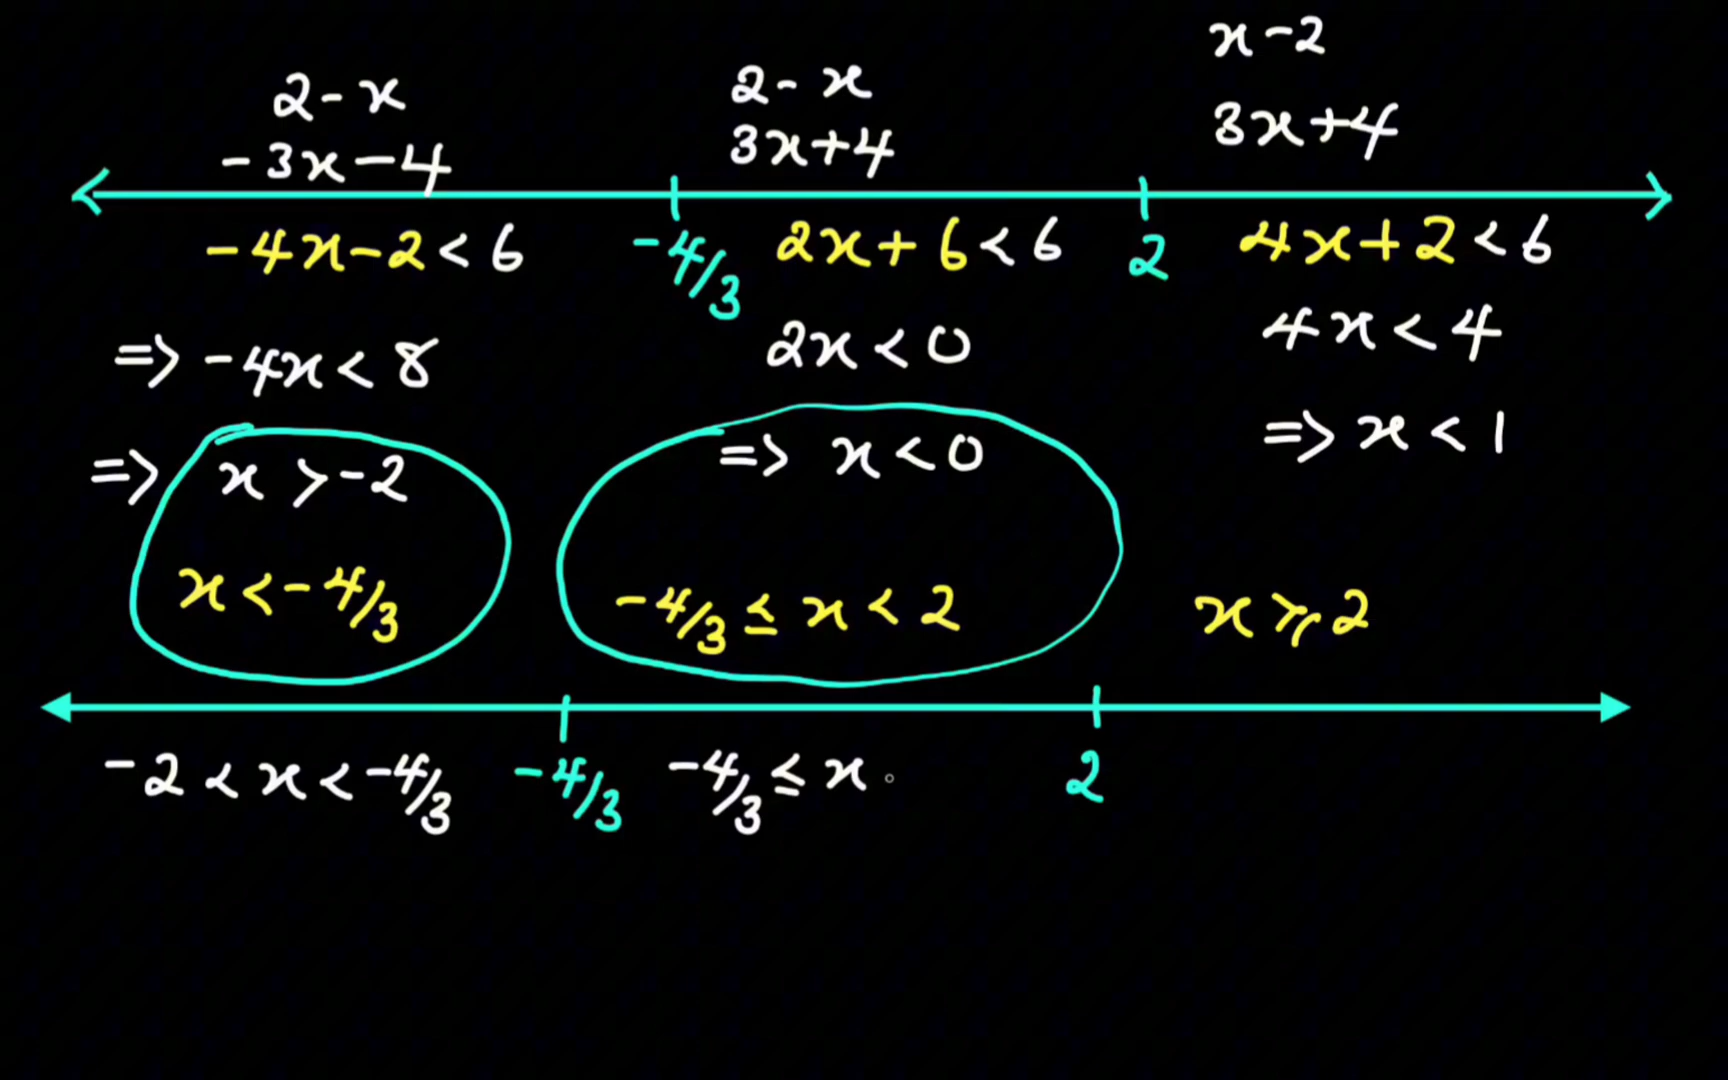 2-x
-3x-4
2-x
3x+4
x-2
3x+4
-4x-2<6
-4/3
2x+6<6
2
4x+2<6
=> -4x<8
2x<0
4x<4
=> x>-2
=> x<0
=> x<1
x<-4/3
-4/3≤x<2
x⩾2
-2<x<-4/3
-4/3
-4/3≤x
2